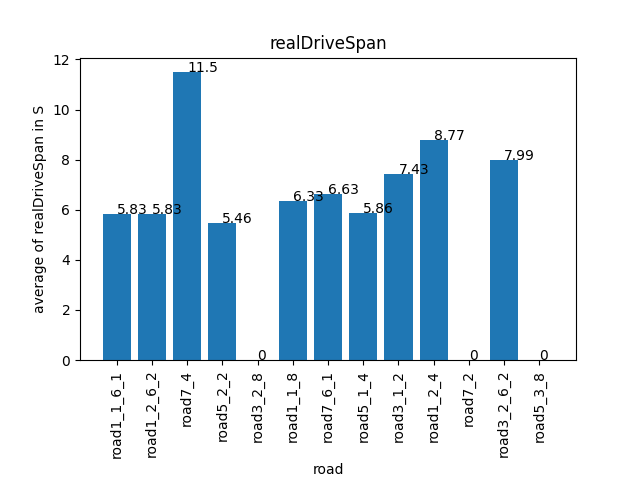 realDriveSpan
average of realDriveSpan in S
12
10
8
6
4
2
0
5.83
5.83
11.5
5.46
0
6.33
6.63
5.86
7.43
8.77
0
7.99
0
road1_1_6_1
road1_2_6_2
road7_4
road5_2_2
road3_2_8
road1_1_8
road7_6_1
road5_1_4
road3_1_2
road1_2_4
road7_2
road3_2_6_2
road5_3_8
road